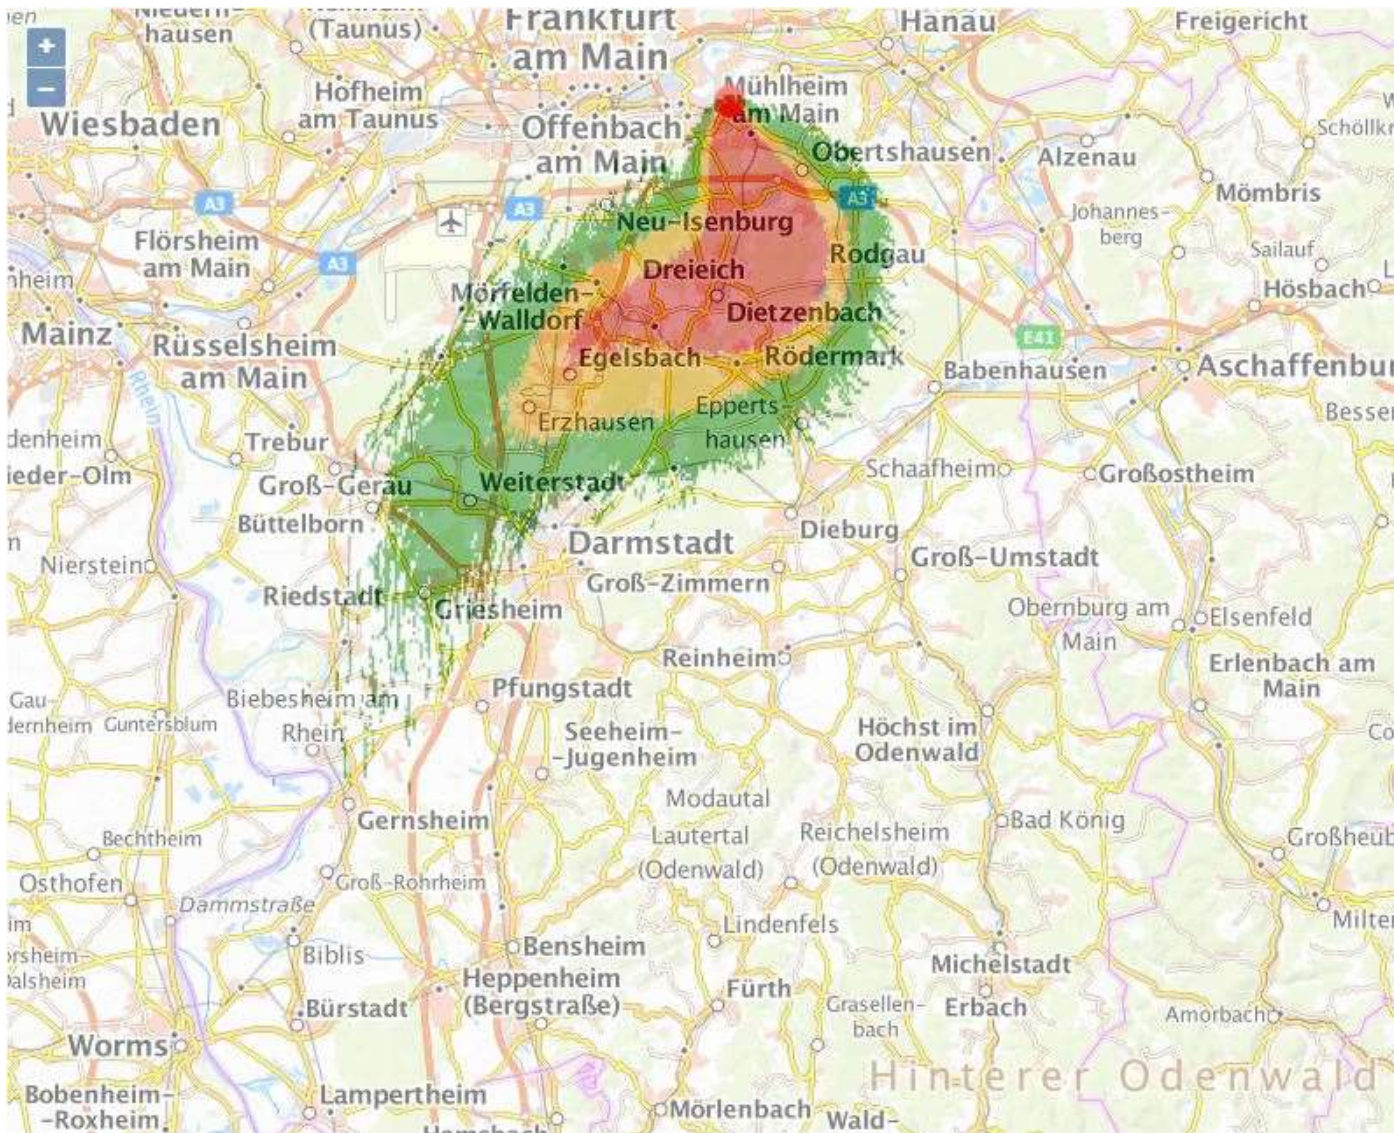 hausen
(Taunus)
Frankfurt
am Main
Hanau
Freigericht
+
−
Hofheim
am Taunus
Mühlheim
am Main
Wiesbaden
Offenbach
am Main
Obertshausen
Alzenau
Mömbris
A3
A3
A3
A3
Neu-Isenburg
Johannes-
berg
Flörsheim
am Main
Dreieich
Rodgau
Sailauf
Hösbach
Mörfelden-
-Walldorf
Dietzenbach
Mainz
Rüsselsheim
am Main
Rhein
Egelsbach
Rödermark
E41
Babenhausen
Aschaffenbur
Erzhausen
Epperts-
hausen
Besse
denheim
Trebur
ieder-Olm
Groß-Gerau
Weiterstadt
Schaafheim
Großostheim
Büttelborn
Darmstadt
Dieburg
Nierstein
Groß-Umstadt
Riedstadt
Griesheim
Groß-Zimmern
Obernburg am
Main
Elsenfeld
Reinheim
Erlenbach am
Main
Gau-
dernheim
Guntersblum
Biebesheim am
Rhein
Pfungstadt
Seeheim-
-Jugenheim
Höchst im
Odenwald
Modautal
Gernsheim
Lautertal
(Odenwald)
Reichelsheim
(Odenwald)
Bad König
Bechtheim
Großheub
Osthofen
Groß-Rohrheim
Dammstraße
Milter
Lindenfels
Biblis
Bensheim
Dalsheim
Heppenheim
(Bergstraße)
Michelstadt
Fürth
Grasellen-
bach
Erbach
Bürstadt
Amorbach
Worms
Hinterer Odenwald
Bobenheim-
-Roxheim
Lampertheim
Mörlenbach
Wald-